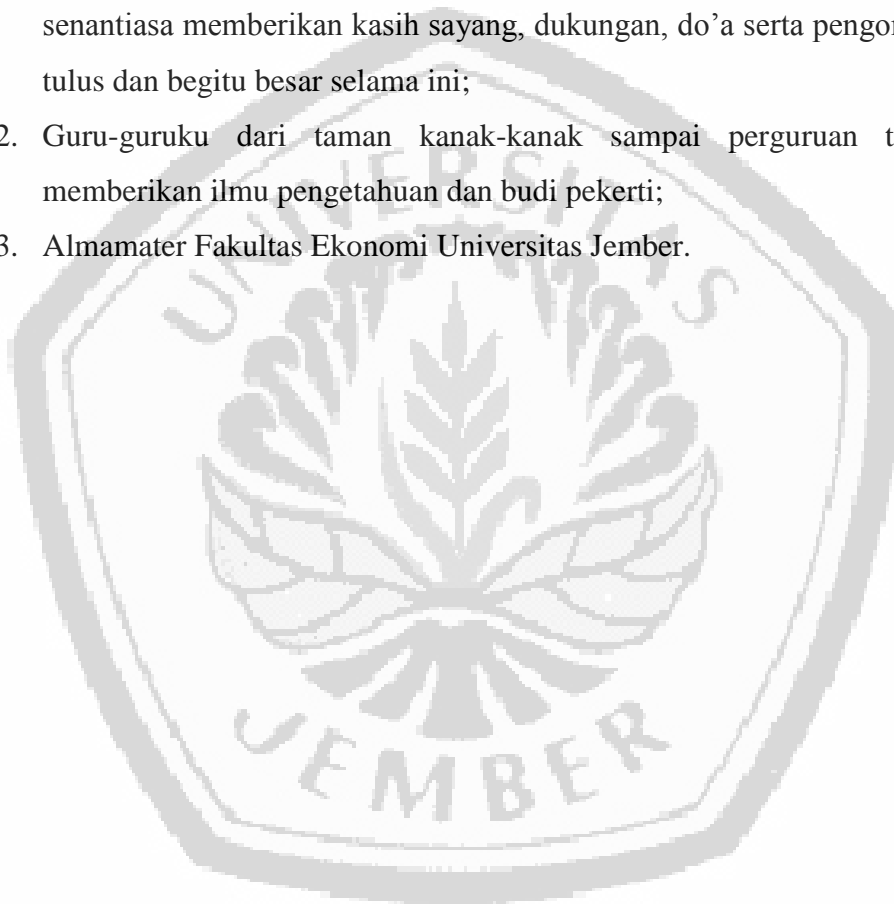 senantiasa memberikan kasih sayang, dukungan, do’a serta
tulus dan begitu besar selama ini;
2. Guru-guruku dari taman kanak-kanak sampai perguruan
memberikan ilmu pengetahuan dan budi pekerti;
3. Almamater Fakultas Ekonomi Universitas Jember.
UNIVERSITAS
JEMBER